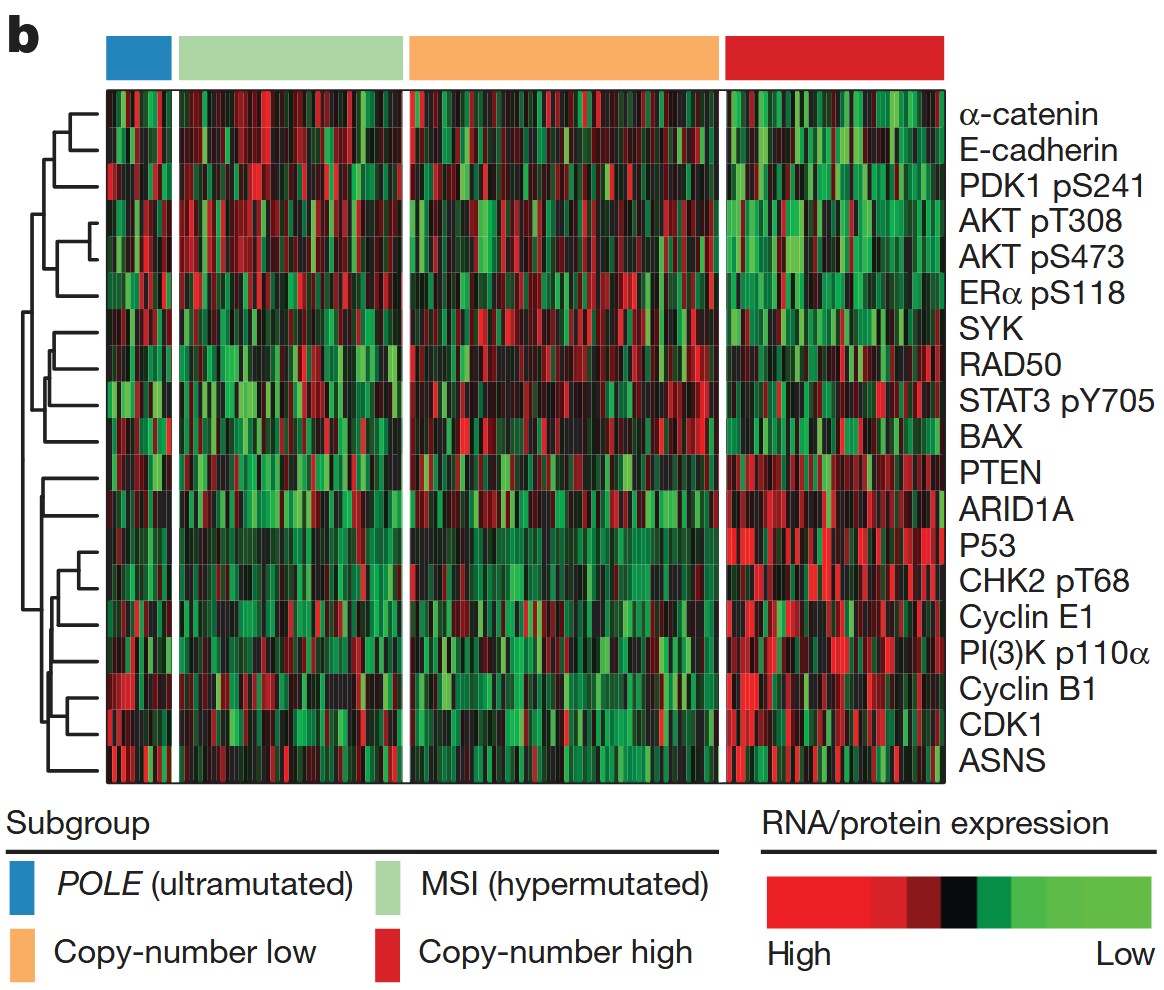 b
α-catenin
E-cadherin
PDK1 pS241
AKT pT308
AKT pS473
ERα pS118
SYK
RAD50
STAT3 pY705
BAX
PTEN
ARID1A
P53
CHK2 pT68
Cyclin E1
PI(3)K p110α
Cyclin B1
CDK1
ASNS
Subgroup
POLE (ultramutated)
MSI (hypermutated)
Copy-number low
Copy-number high
RNA/protein expression
High
Low